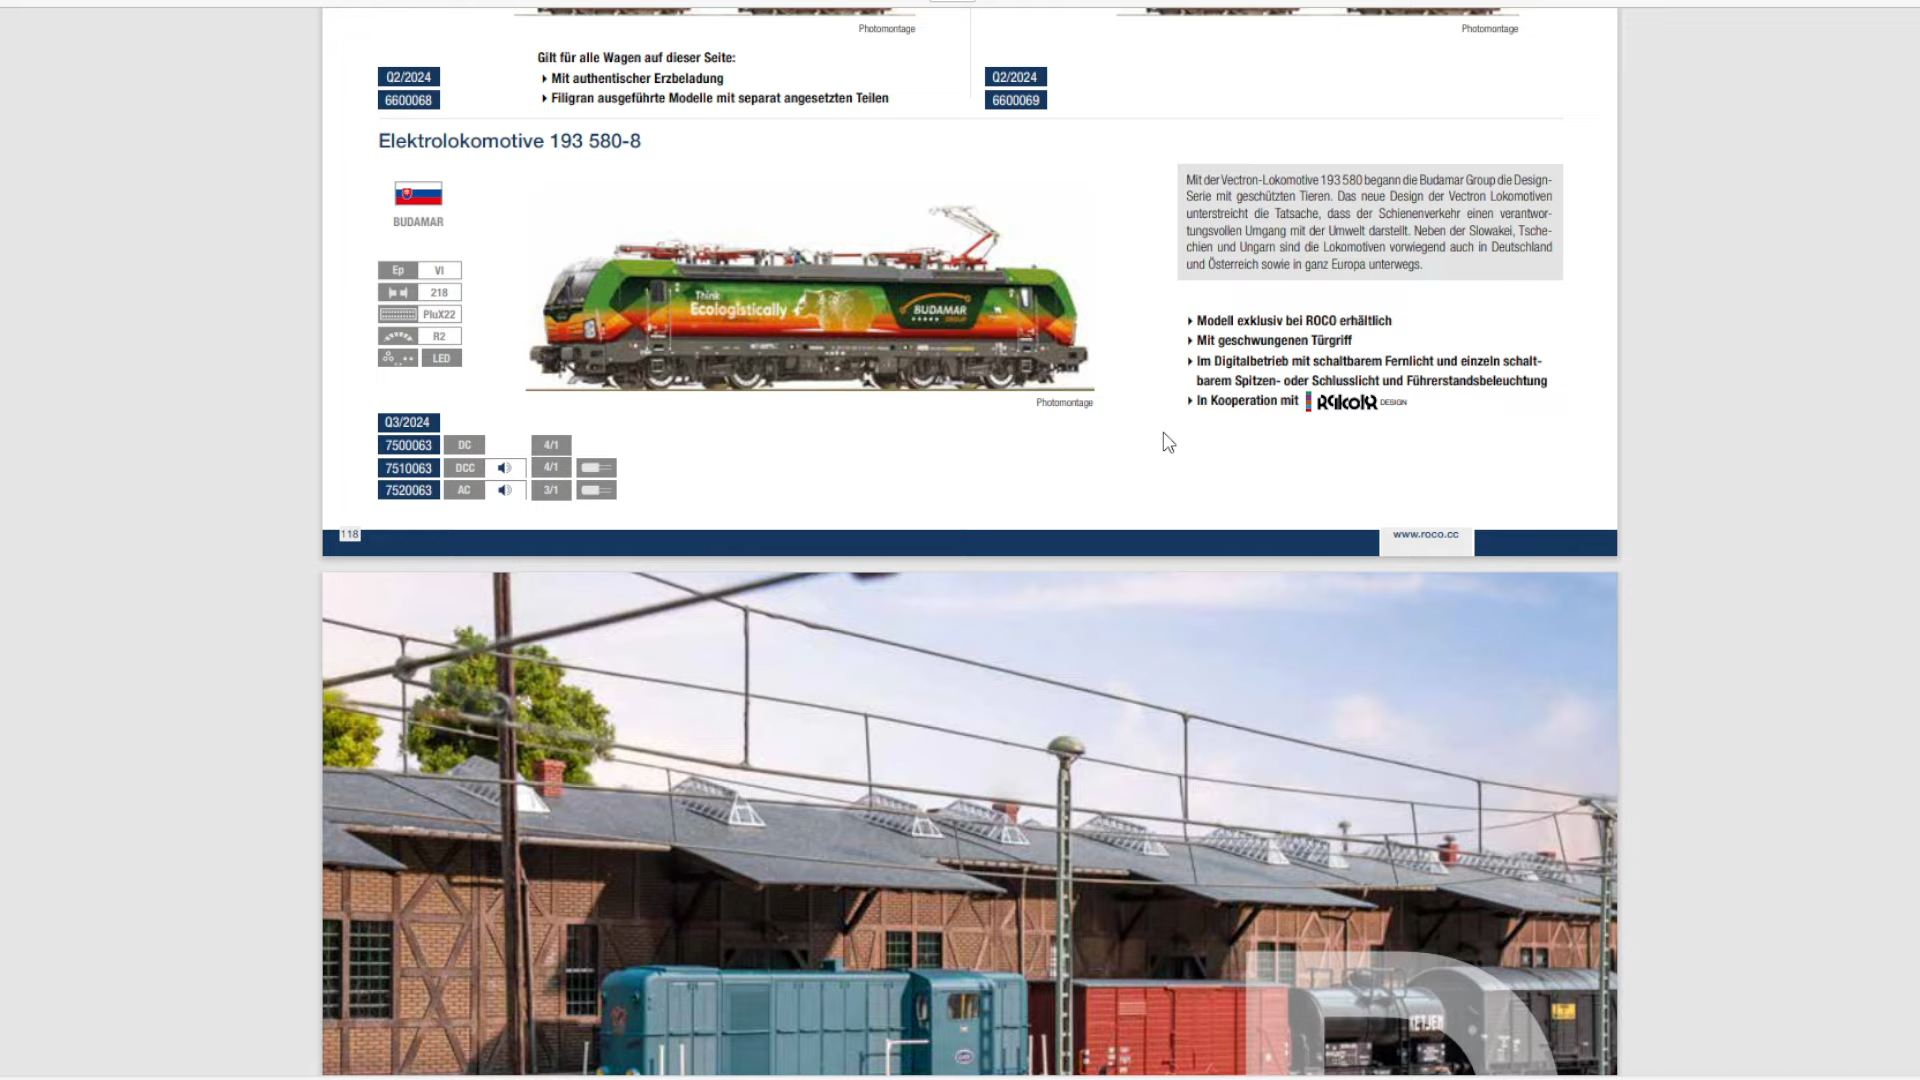 Photomontage
Photomontage
Gilt für alle Wagen auf dieser Seite:
Mit authentischer Erzbeladung
Filigran ausgeführte Modelle mit separat angesetzten Teilen
Q2/2024
6600068
Q2/2024
6600069
Elektrolokomotive 193 580-8
BUDAMAR
Ep VI
218
PluX22
R2
LED
Think
Ecologistically
BUDAMAR
GROUP
Photomontage
Mit der Vectron-Lokomotive 193 580 begann die Budamar Group die Design-
Serie mit geschützten Tieren. Das neue Design der Vectron Lokomotiven
unterstreicht die Tatsache, dass der Schienenverkehr einen verantwor-
tungsvollen Umgang mit der Umwelt darstellt. Neben der Slowakei, Tsche-
chien und Ungarn sind die Lokomotiven vorwiegend auch in Deutschland
und Österreich sowie in ganz Europa unterwegs.
Modell exklusiv bei ROCO erhältlich
Mit geschwungenen Türgriff
Im Digitalbetrieb mit schaltbarem Fernlicht und einzeln schalt-
barem Spitzen- oder Schlusslicht und Führerstandsbeleuchtung
In Kooperation mit Railcolor DESIGN
Q3/2024
7500063 DC 4/1
7510063 DCC 4/1
7520063 AC 3/1
118
www.roco.cc
KETJEN